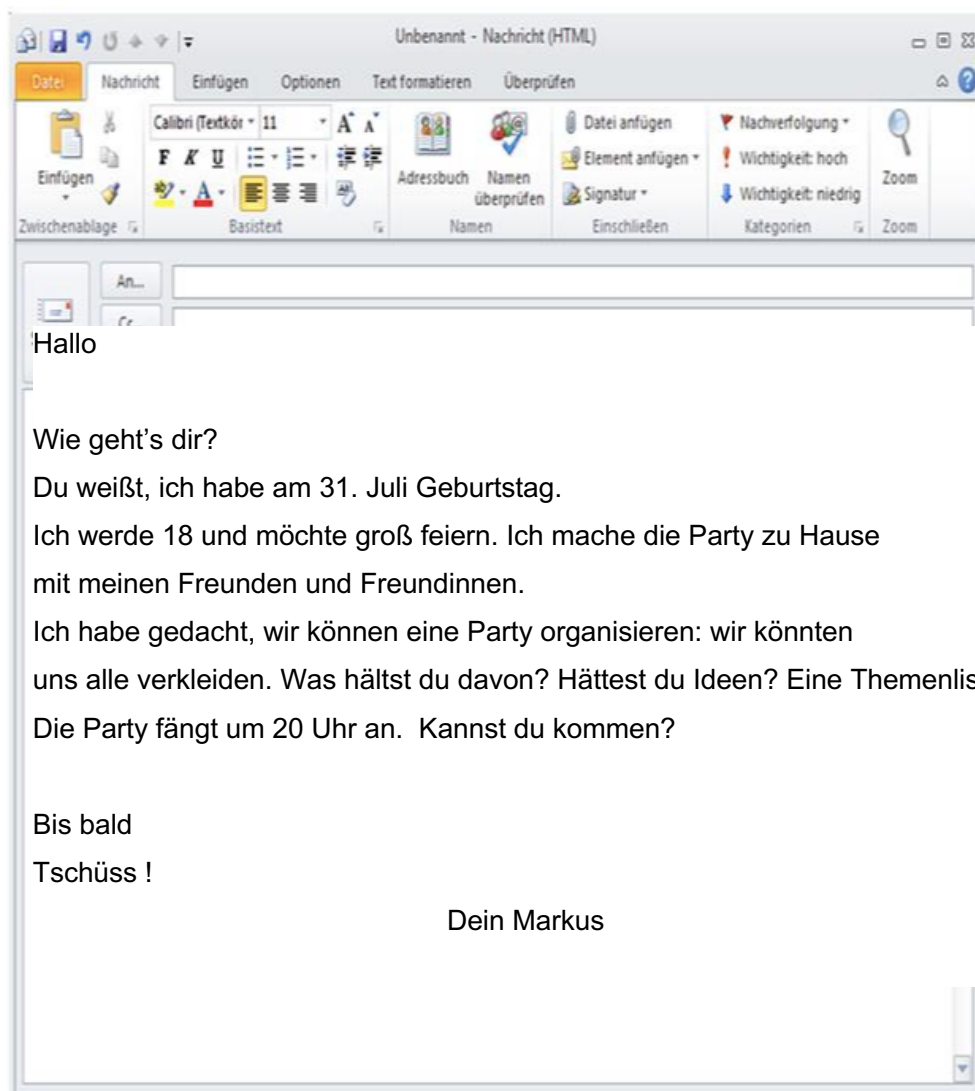 Unbenannt - Nachricht (HTML)
Datei Nachricht Einfügen Optionen Text formatieren Überprüfen
Calibri (Textkör 11 A A Datei anfügen Nachverfolgung
F K U Element anfügen Wichtigkeit: hoch
Einfügen Adressbuch Namen überprüfen Signatur Wichtigkeit: niedrig Zoom
Zwischenablage Basistext Namen Einschließen Kategorien Zoom
An...
Hallo
Wie geht's dir?
Du weißt, ich habe am 31. Juli Geburtstag.
Ich werde 18 und möchte groß feiern. Ich mache die Party zu Hause
mit meinen Freunden und Freundinnen.
Ich habe gedacht, wir können eine Party organisieren: wir könnten
uns alle verkleiden. Was hältst du davon? Hättest du Ideen? Eine Themenlis
Die Party fängt um 20 Uhr an. Kannst du kommen?
Bis bald
Tschüss !
Dein Markus